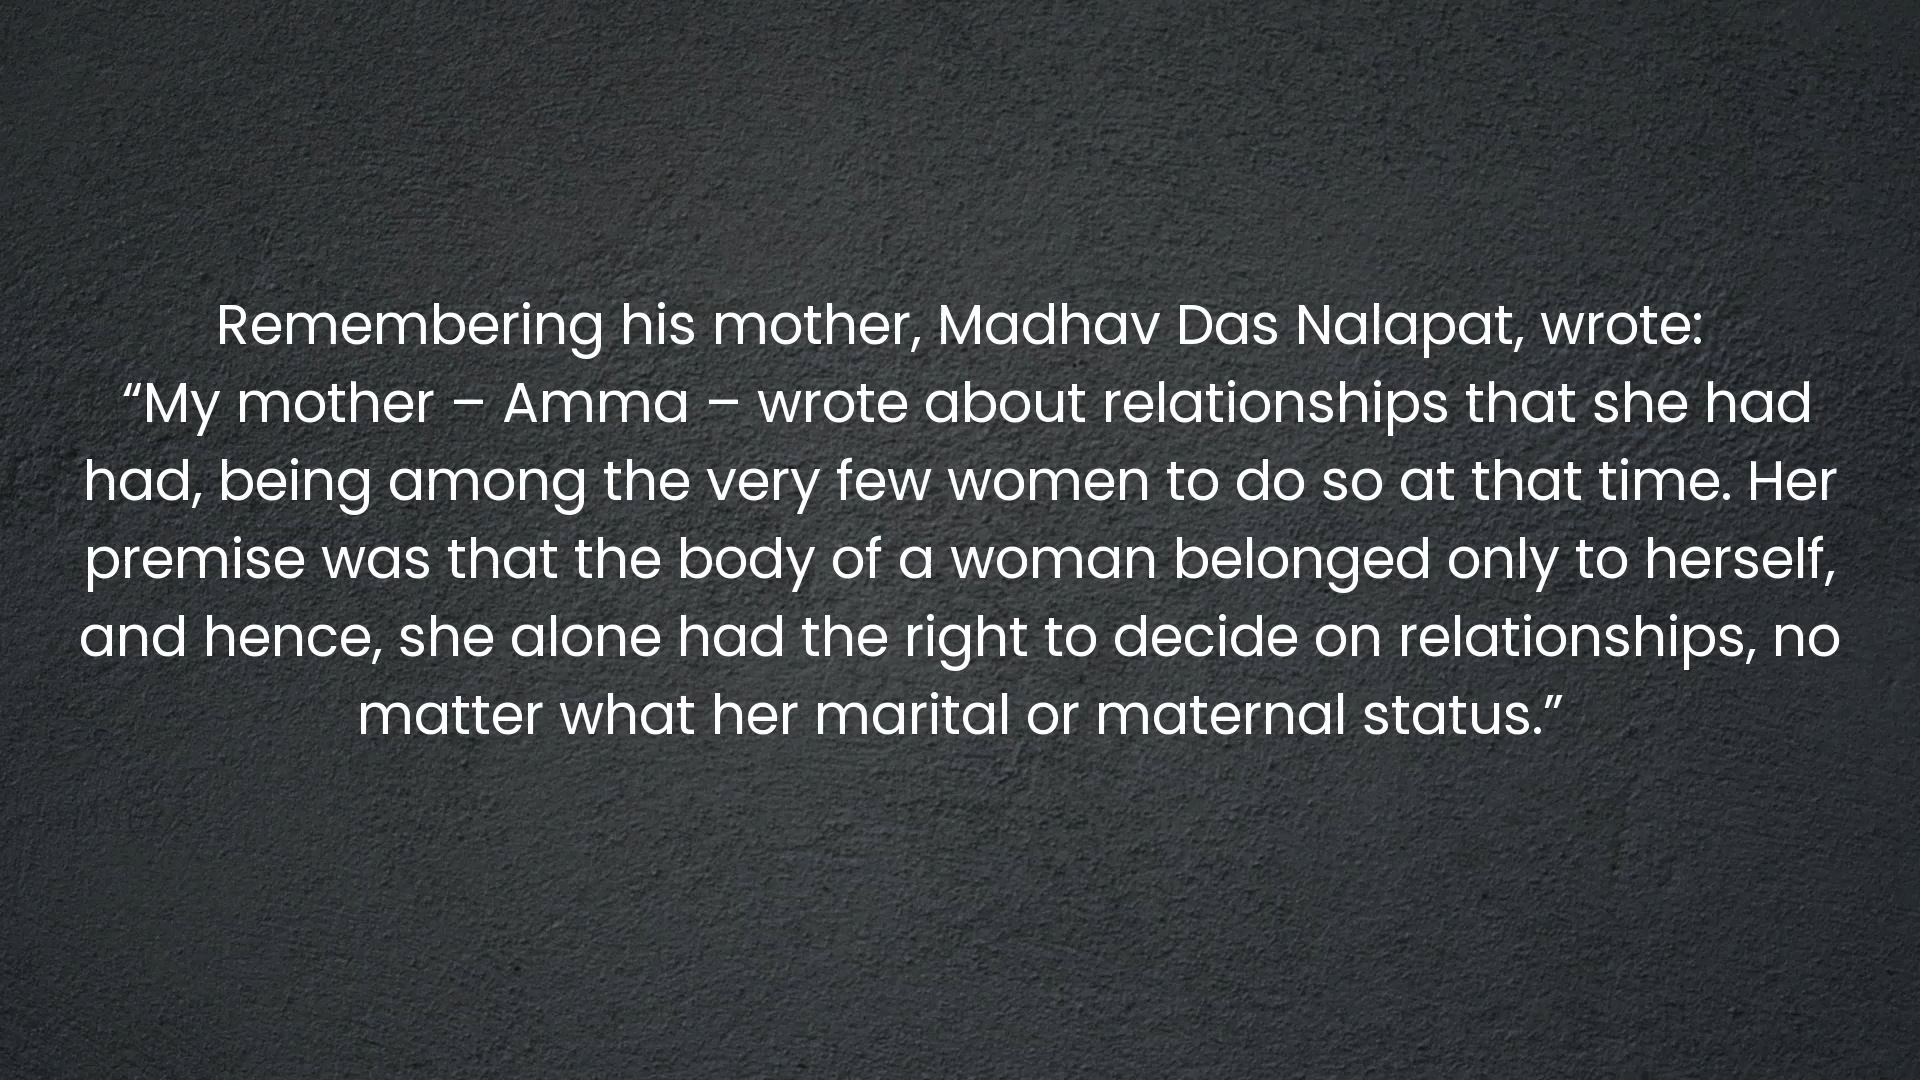 Remembering his mother, Madhav Das Nalapat, wrote:
“My mother – Amma – wrote about relationships that she had
had, being among the very few women to do so at that time. Her
premise was that the body of a woman belonged only to herself,
and hence, she alone had the right to decide on relationships, no
matter what her marital or maternal status.”